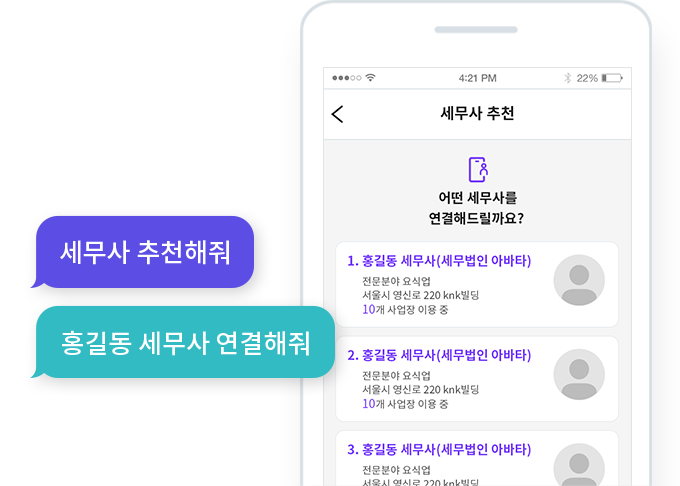 4:21 PM
22%
세무사 추천
어떤 세무사를
연결해드릴까요?
세무사 추천해줘
홍길동 세무사 연결해줘
1. 홍길동 세무사(세무법인 아바타)
전문분야 요식업
서울시 영신로 220 knk빌딩
10개 사업장 이용 중
2. 홍길동 세무사(세무법인 아바타)
전문분야 요식업
서울시 영신로 220 knk빌딩
10개 사업장 이용 중
3. 홍길동 세무사(세무법인 아바타)
전문분야 요식업
서울시 영신로 220 knk빌딩